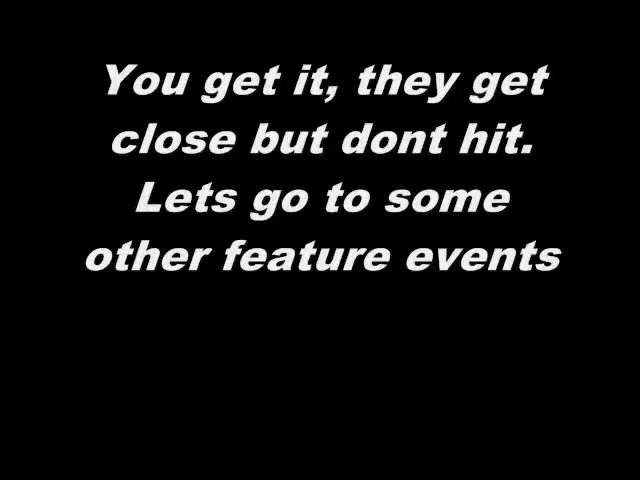 You get it, they get
close but dont hit.
Lets go to some
other feature events